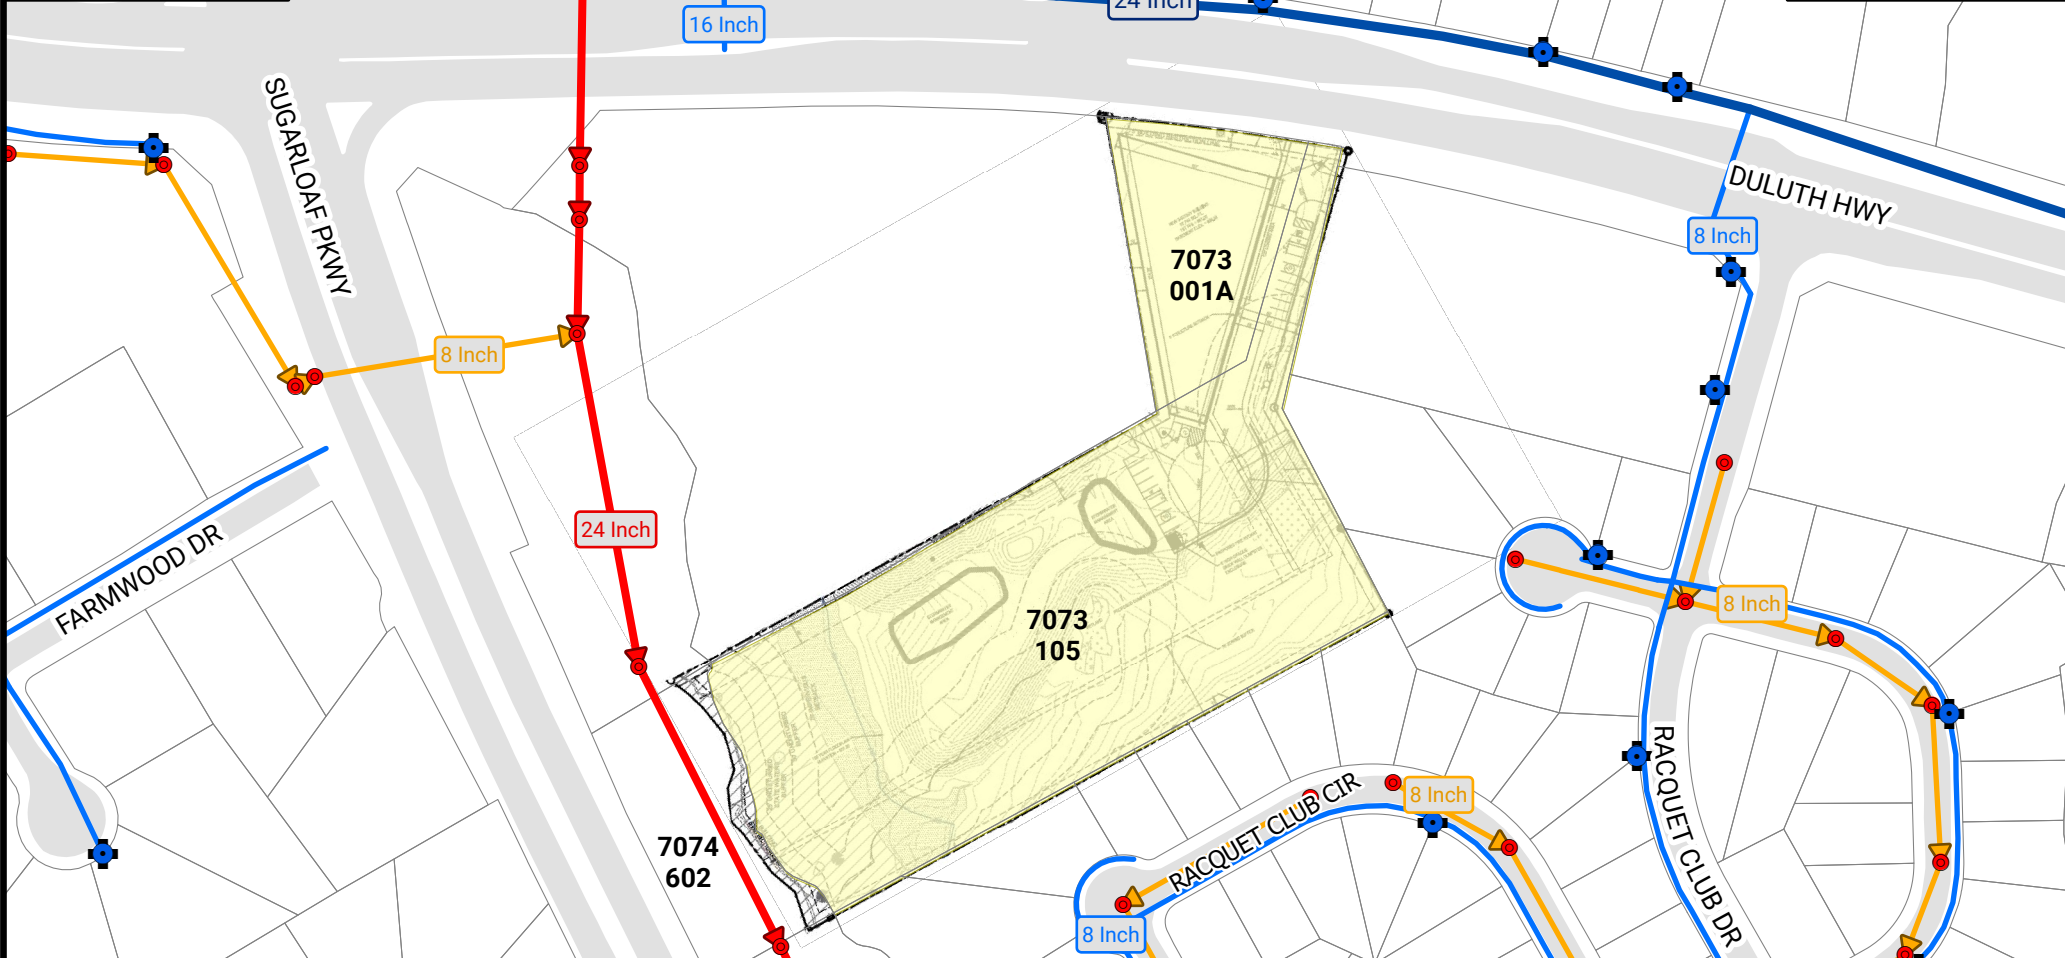 24 Inch
16 Inch
SUGARLOAF PKWY
DULUTH HWY
8 Inch
7073
001A
8 Inch
24 Inch
FARMWOOD DR
7073
105
8 Inch
RACQUET CLUB DR
RACQUET CLUB CIR
8 Inch
7074
602
8 Inch